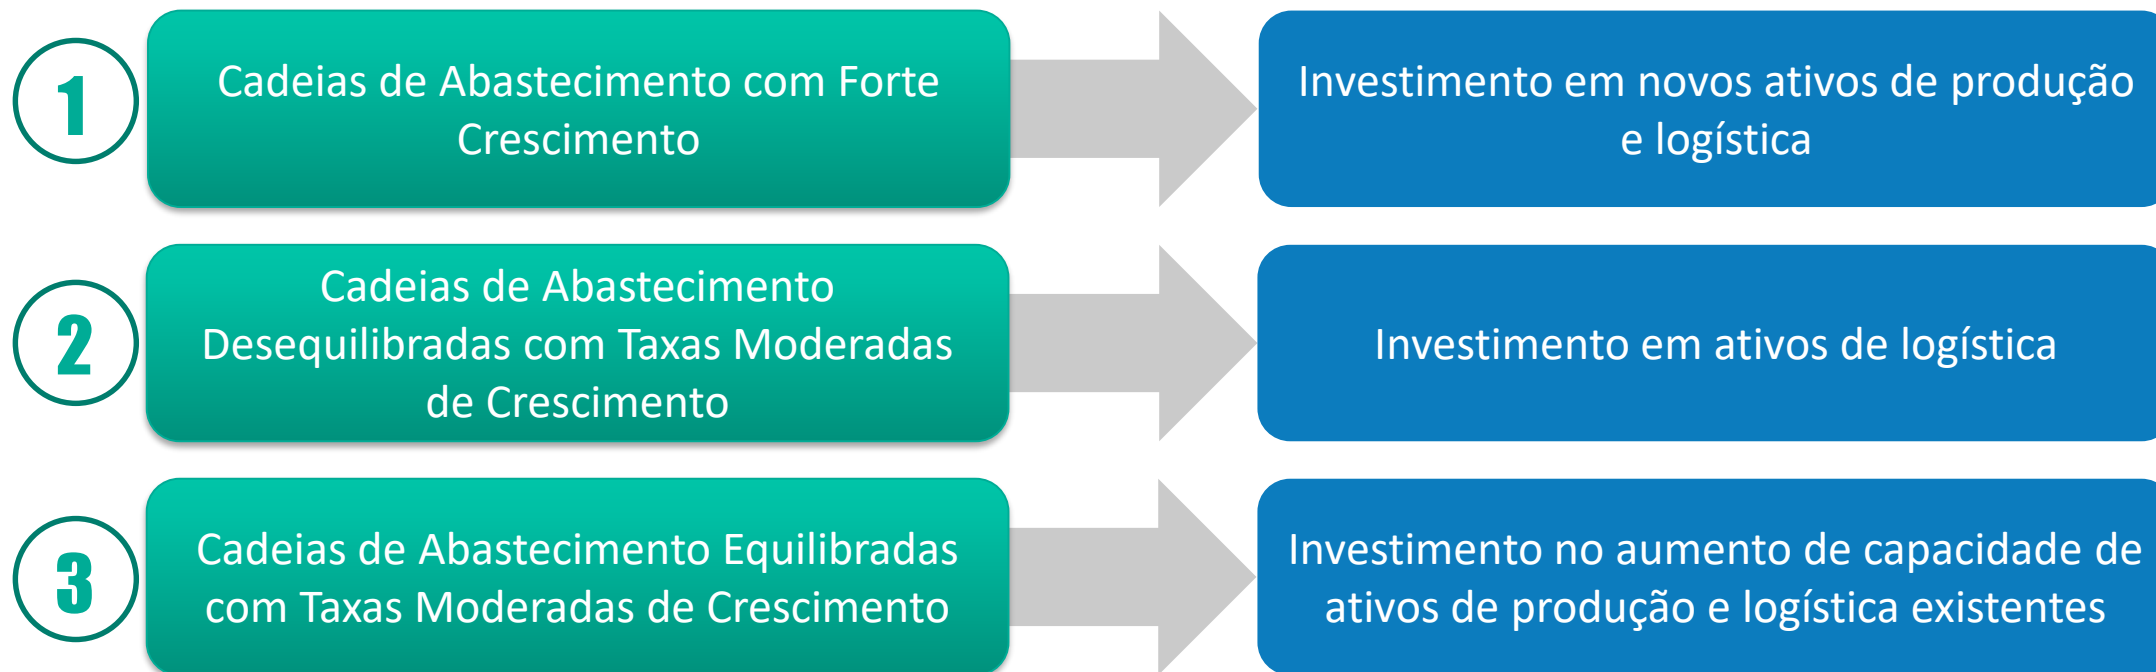 1
Cadeias de Abastecimento com Forte
Crescimento
Investimento em novos ativos de produção
e logística
2
Cadeias de Abastecimento
Desequilibradas com Taxas Moderadas
de Crescimento
Investimento em ativos de logística
3
Cadeias de Abastecimento Equilibradas
com Taxas Moderadas de Crescimento
Investimento no aumento de capacidade de
ativos de produção e logística existentes